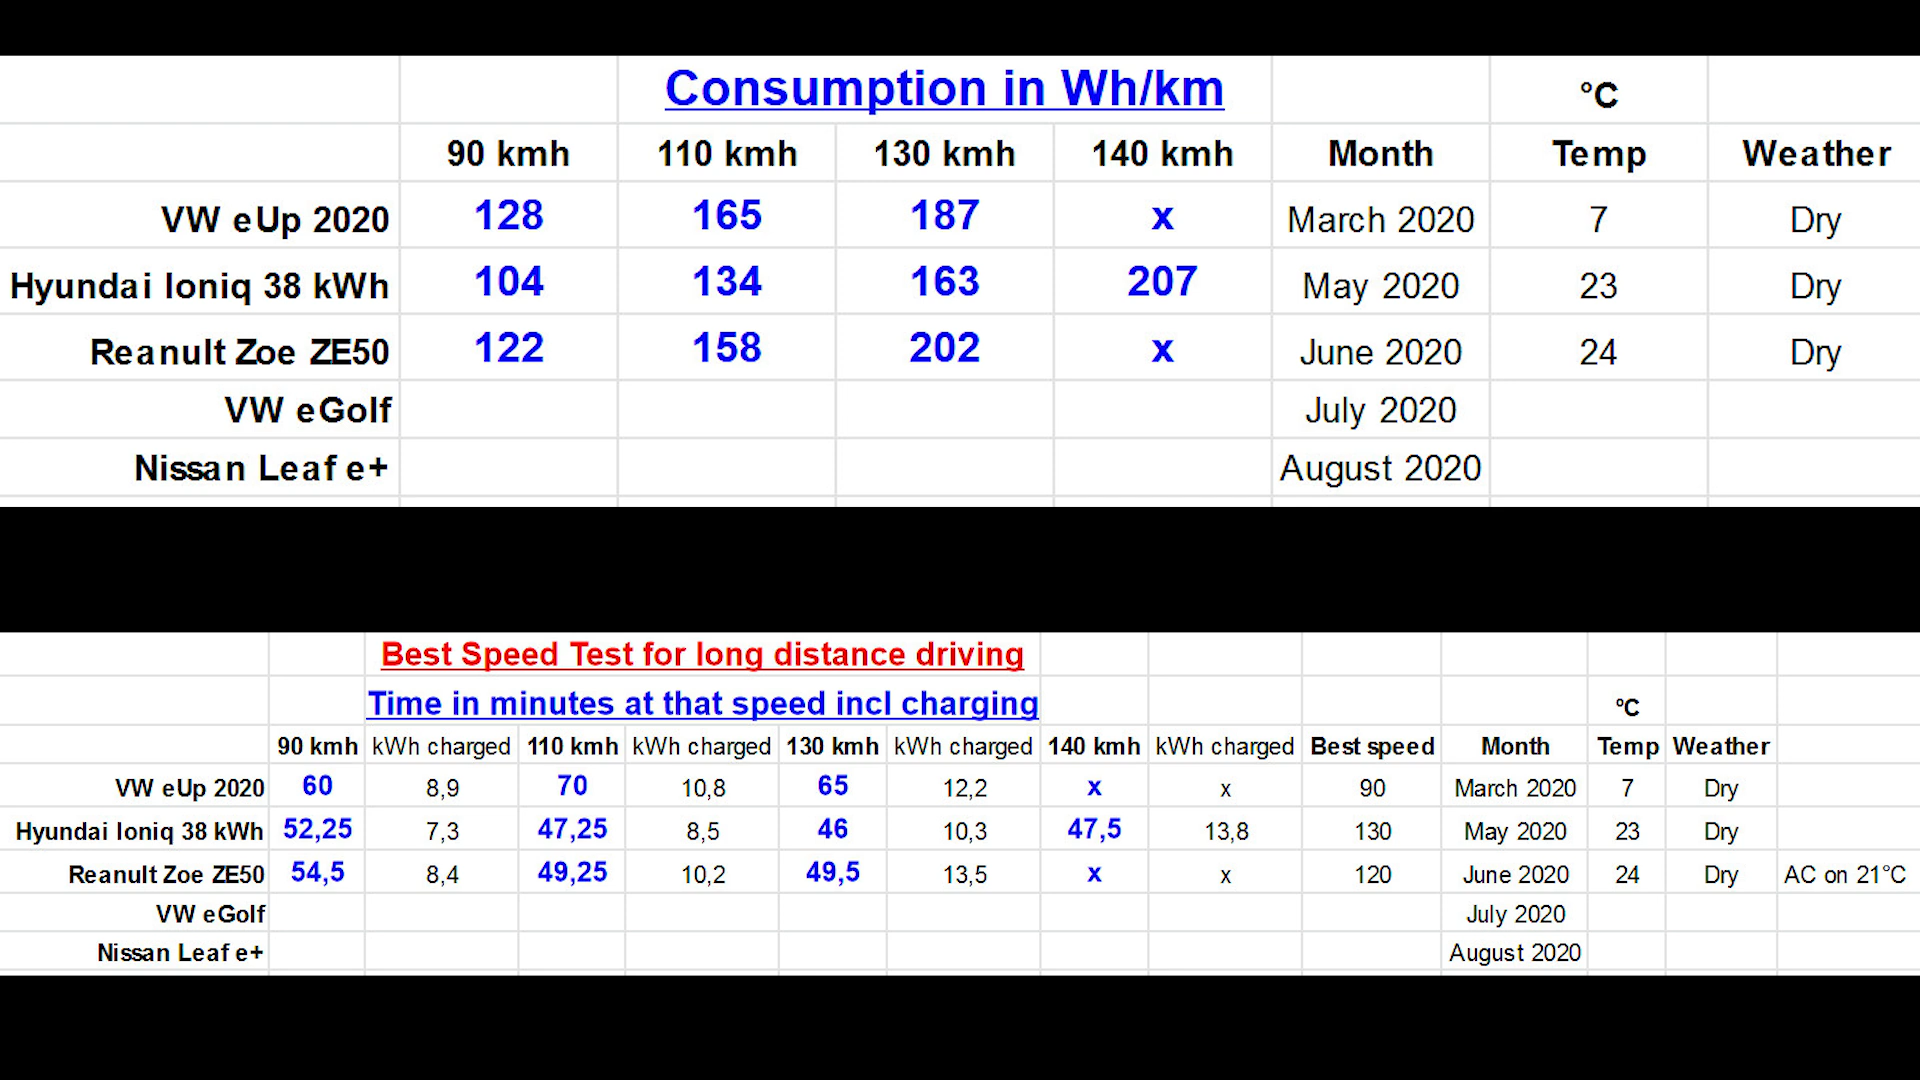 Consumption in Wh/km °C
90 kmh 110 kmh 130 kmh 140 kmh Month Temp Weather
VW eUp 2020 128 165 187 x March 2020 7 Dry
Hyundai Ioniq 38 kWh 104 134 163 207 May 2020 23 Dry
Reanult Zoe ZE50 122 158 202 x June 2020 24 Dry
VW eGolf July 2020
Nissan Leaf e+ August 2020
Best Speed Test for long distance driving
Time in minutes at that speed incl charging °C
90 kmh kWh charged 110 kmh kWh charged 130 kmh kWh charged 140 kmh kWh charged Best speed Month Temp Weather
VW eUp 2020 60 8,9 70 10,8 65 12,2 x x 90 March 2020 7 Dry
Hyundai Ioniq 38 kWh 52,25 7,3 47,25 8,5 46 10,3 47,5 13,8 130 May 2020 23 Dry
Reanult Zoe ZE50 54,5 8,4 49,25 10,2 49,5 13,5 x x 120 June 2020 24 Dry AC on 21°C
VW eGolf July 2020
Nissan Leaf e+ August 2020